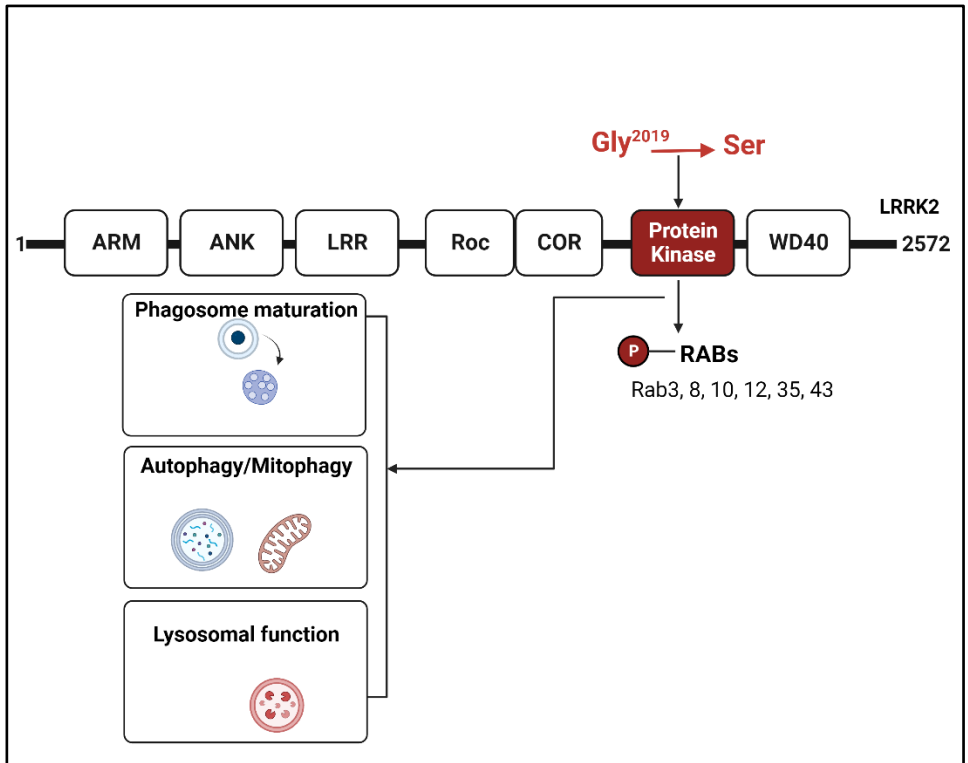 Gly²⁰¹⁹ Ser
LRRK2
1 ARM ANK LRR Roc COR Protein Kinase WD40 2572
Phagosome maturation
P RABs
Rab3, 8, 10, 12, 35, 43
Autophagy/Mitophagy
Lysosomal function